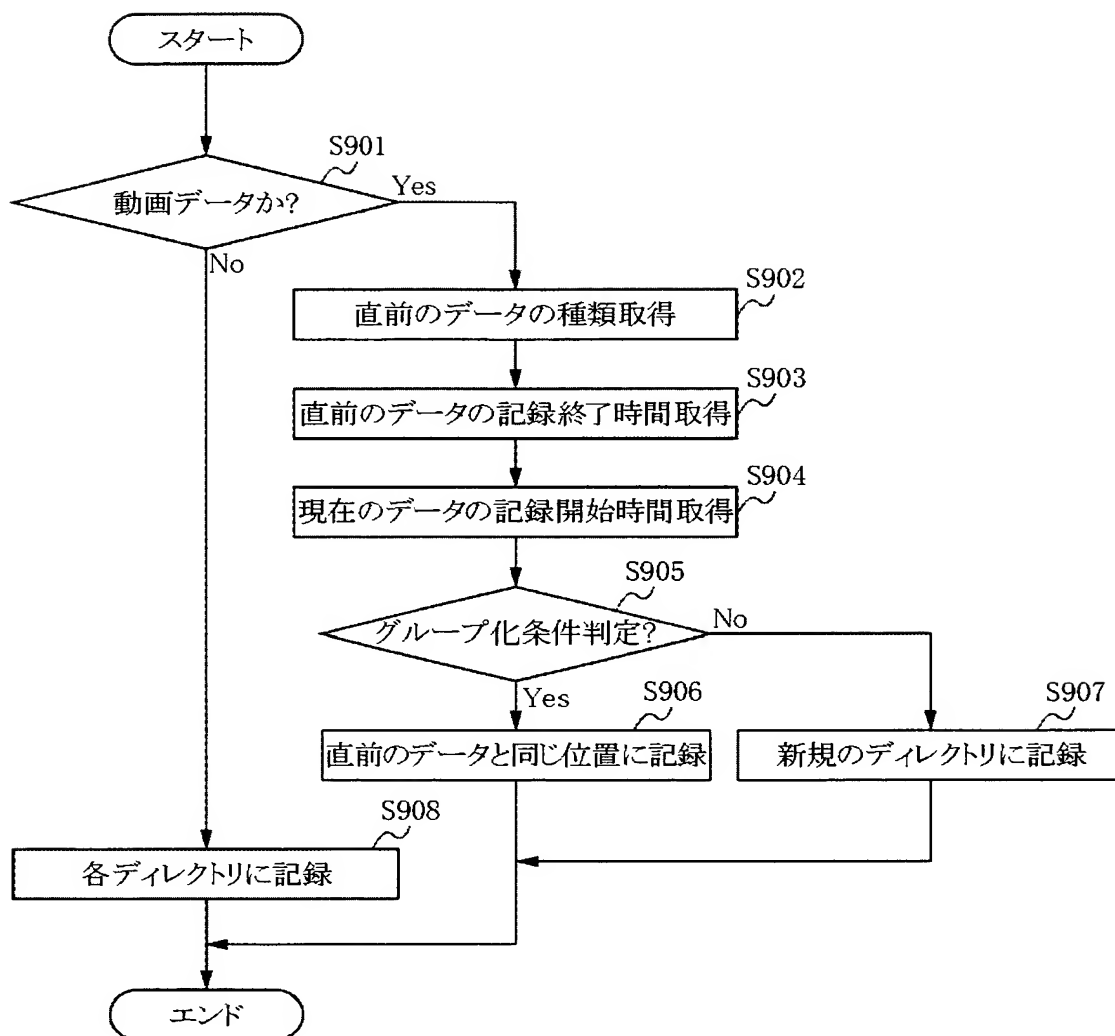 スタート
S901
動画データか?
Yes
No
S902
直前のデータの種類取得
S903
直前のデータの記録終了時間取得
S904
現在のデータの記録開始時間取得
S905
グループ化条件判定?
No
Yes
S906
直前のデータと同じ位置に記録
S907
新規のディレクトリに記録
S908
各ディレクトリに記録
エンド